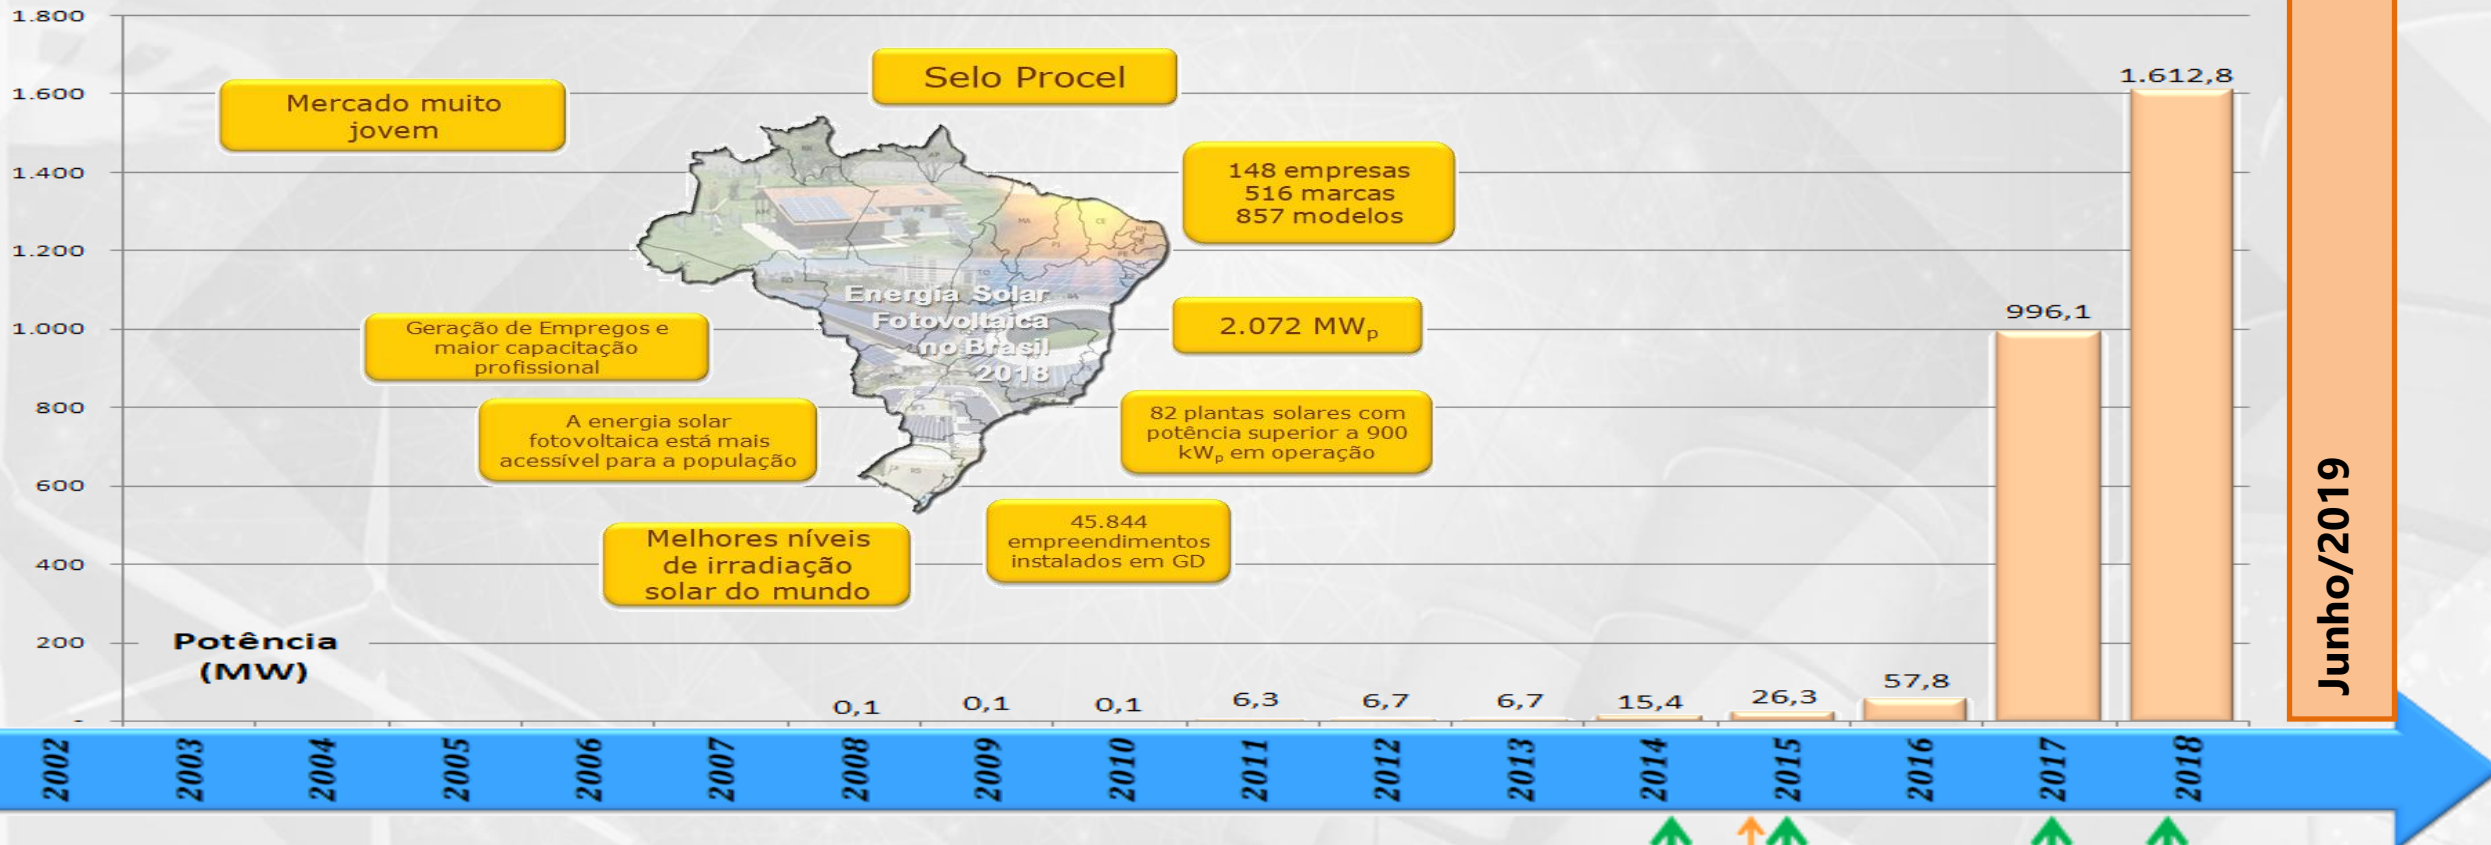 1.800
1.600
1.400
1.200
1.000
800
600
400
200
-
Potência
(MW)
Mercado muito
jovem
Selo Procel
148 empresas
516 marcas
857 modelos
Energia Solar
Fotovoltaica
no Brasil
2018
2.072 MWp
Geração de Empregos e
maior capacitação
profissional
A energia solar
fotovoltaica está mais
acessível para a população
82 plantas solares com
potência superior a 900
kWp em operação
Melhores níveis
de irradiação
solar do mundo
45.844
empreendimentos
instalados em GD
0,1
0,1
0,1
6,3
6,7
6,7
15,4
26,3
57,8
996,1
1.612,8
Junho/2019
2002
2003
2004
2005
2006
2007
2008
2009
2010
2011
2012
2013
2014
2015
2016
2017
2018